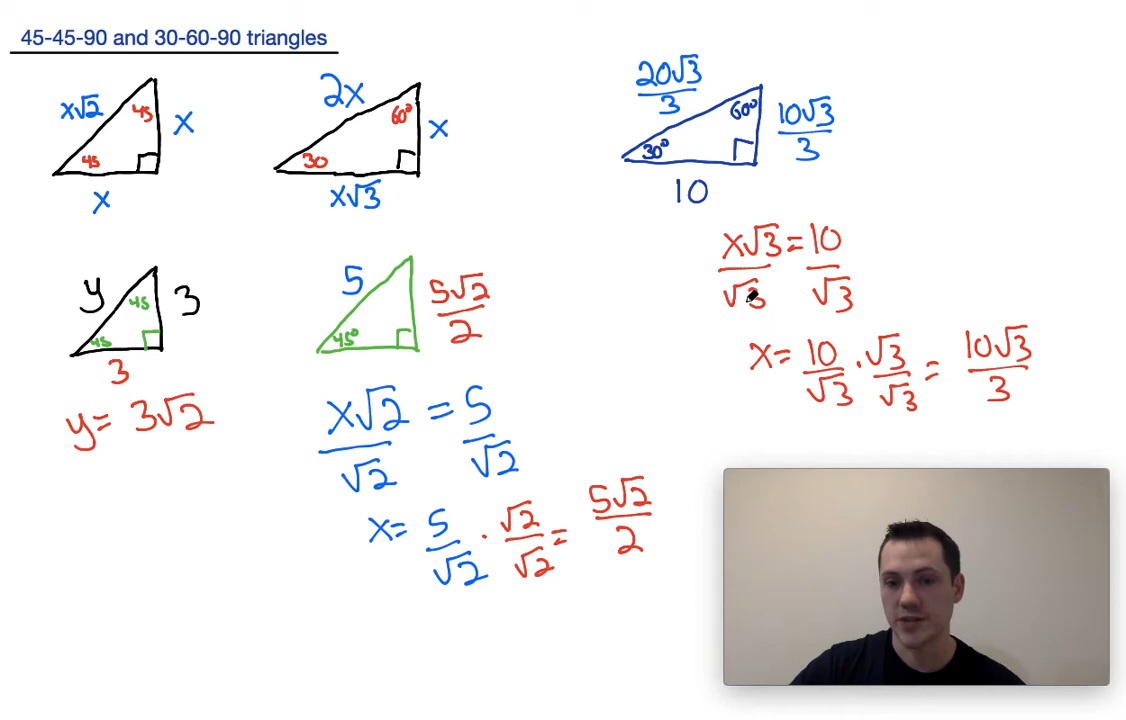 45-45-90 and 30-60-90 triangles
x√2
45
45
x
x
2x
60°
30
x
x√3
20√3/3
60°
30°
10√3/3
10
x√3/√3 = 10/√3
x = 10/√3 · √3/√3 = 10√3/3
y
45
45
3
3
y = 3√2
5
45°
5√2/2
x√2/√2 = 5/√2
x = 5/√2 · √2/√2 = 5√2/2